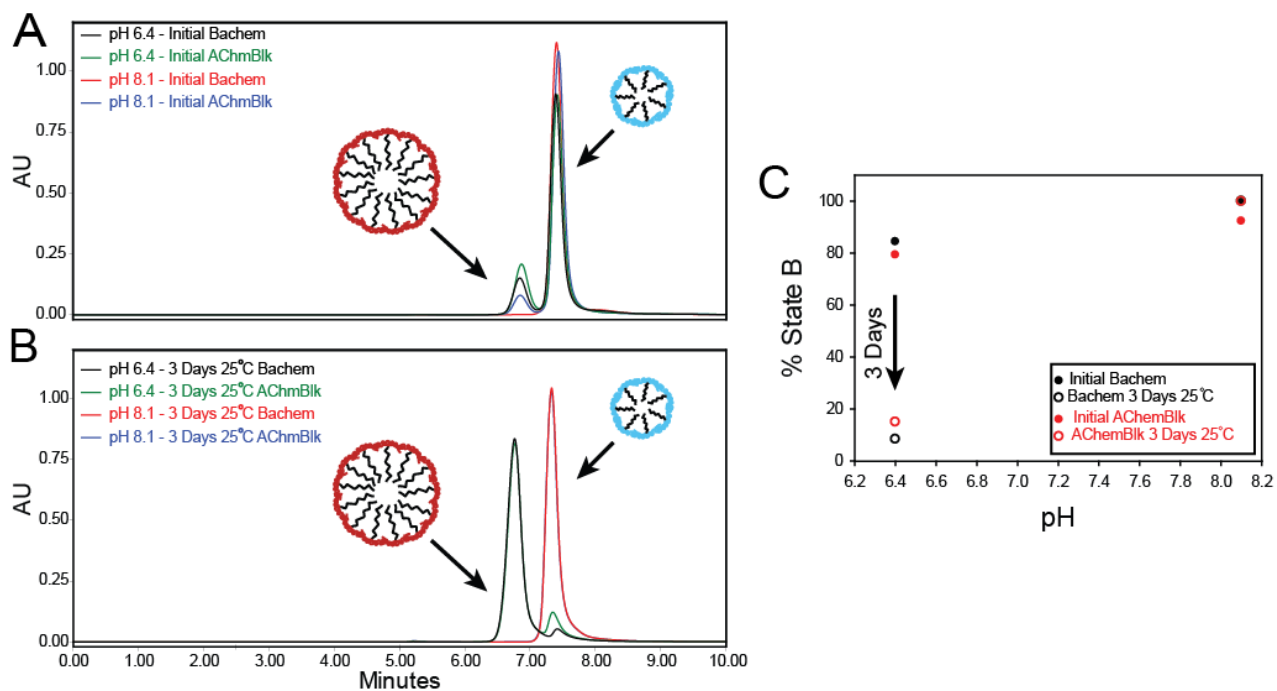 A
pH 6.4 - Initial Bachem
pH 6.4 - Initial AChmBlk
pH 8.1 - Initial Bachem
pH 8.1 - Initial AChmBlk
1.00
0.75
0.50
0.25
0.00
AU
B
pH 6.4 - 3 Days 25°C Bachem
pH 6.4 - 3 Days 25°C AChmBlk
pH 8.1 - 3 Days 25°C Bachem
pH 8.1 - 3 Days 25°C AChmBlk
1.00
0.75
0.50
0.25
0.00
AU
0.00 1.00 2.00 3.00 4.00 5.00 6.00 7.00 8.00 9.00 10.00
Minutes
C
100
80
60
40
20
0
% State B
3 Days
Initial Bachem
Bachem 3 Days 25°C
Initial AChemBlk
AChemBlk 3 Days 25°C
6.2 6.4 6.6 6.8 7.0 7.2 7.4 7.6 7.8 8.0 8.2
pH